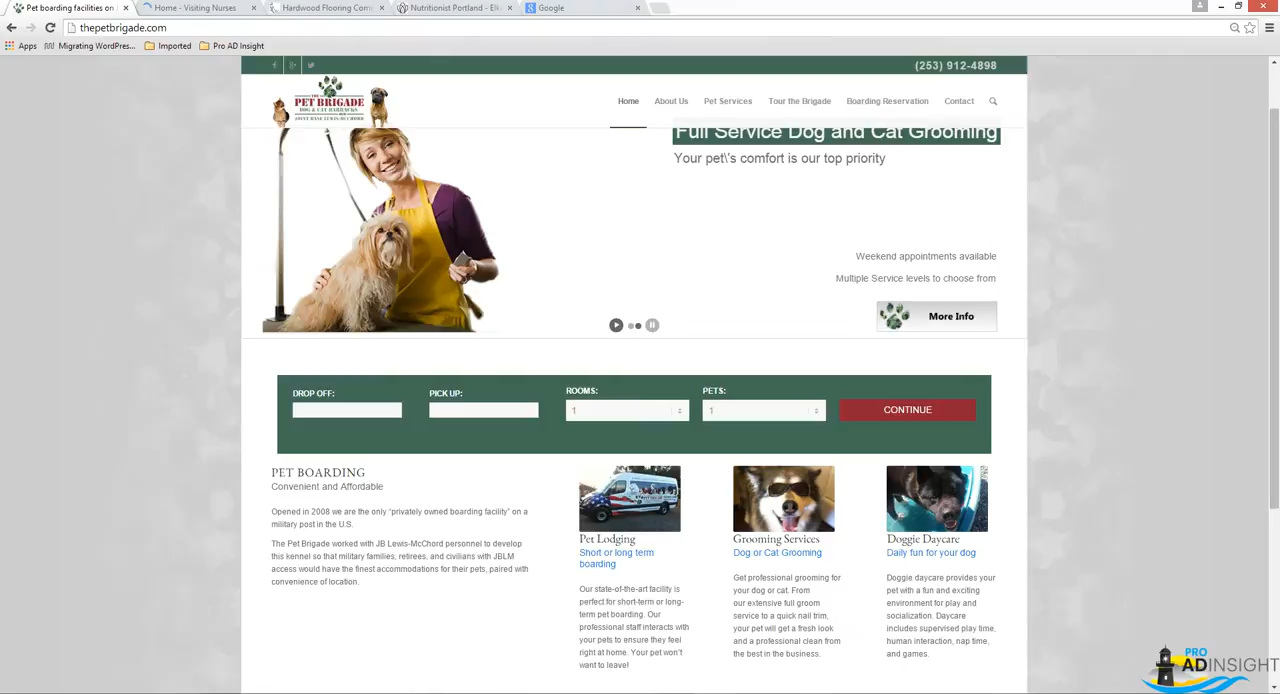 Pet boarding facilities on
Home - Visiting Nurses
Hardwood Flooring Com
Nutritionist Portland - Elk
Google
thepetbrigade.com
Apps
Migrating WordPres...
Imported
Pro AD Insight
(253) 912-4898
THE
PET BRIGADE
DOG & CAT BARRACKS
JOINT BASE LEWIS-McCHORD
Home
About Us
Pet Services
Tour the Brigade
Boarding Reservation
Contact
Full Service Dog and Cat Grooming
Your pet\'s comfort is our top priority
Weekend appointments available
Multiple Service levels to choose from
More Info
DROP OFF:
PICK UP:
ROOMS:
PETS:
1
1
CONTINUE
PET BOARDING
Convenient and Affordable
Opened in 2008 we are the only “privately owned boarding facility” on a
military post in the U.S.
The Pet Brigade worked with JB Lewis-McChord personnel to develop
this kennel so that military families, retirees, and civilians with JBLM
access would have the finest accommodations for their pets, paired with
convenience of location.
Pet Lodging
Short or long term
boarding
Our state-of-the-art facility is
perfect for short-term or long-
term pet boarding. Our
professional staff interacts with
your pets to ensure they feel
right at home. Your pet won’t
want to leave!
Grooming Services
Dog or Cat Grooming
Get professional grooming for
your dog or cat. From
our extensive full groom
service to a quick nail trim,
your pet will get a fresh look
and a professional clean from
the best in the business.
Doggie Daycare
Daily fun for your dog
Doggie daycare provides your
pet with a fun and exciting
environment for play and
socialization. Daycare
includes supervised play time,
human interaction, nap time,
and games.
PRO
ADINSIGHT